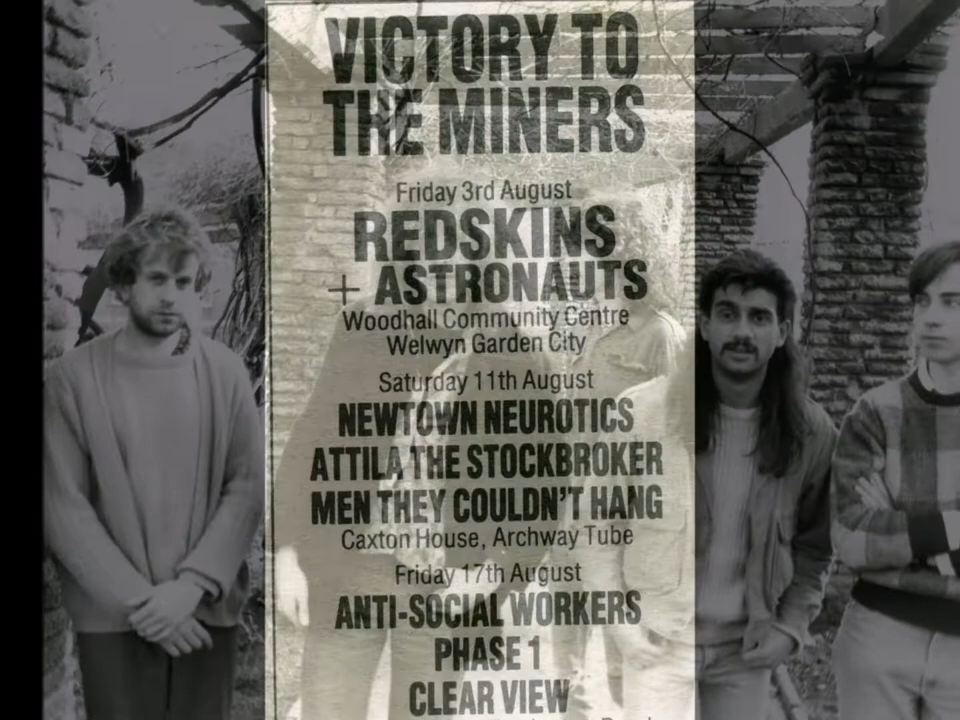 VICTORY TO
THE MINERS
Friday 3rd August
REDSKINS
+ ASTRONAUTS
Woodhall Community Centre
Welwyn Garden City
Saturday 11th August
NEWTOWN NEUROTICS
ATTILA THE STOCKBROKER
MEN THEY COULDN'T HANG
Caxton House, Archway Tube
Friday 17th August
ANTI-SOCIAL WORKERS
PHASE 1
CLEAR VIEW